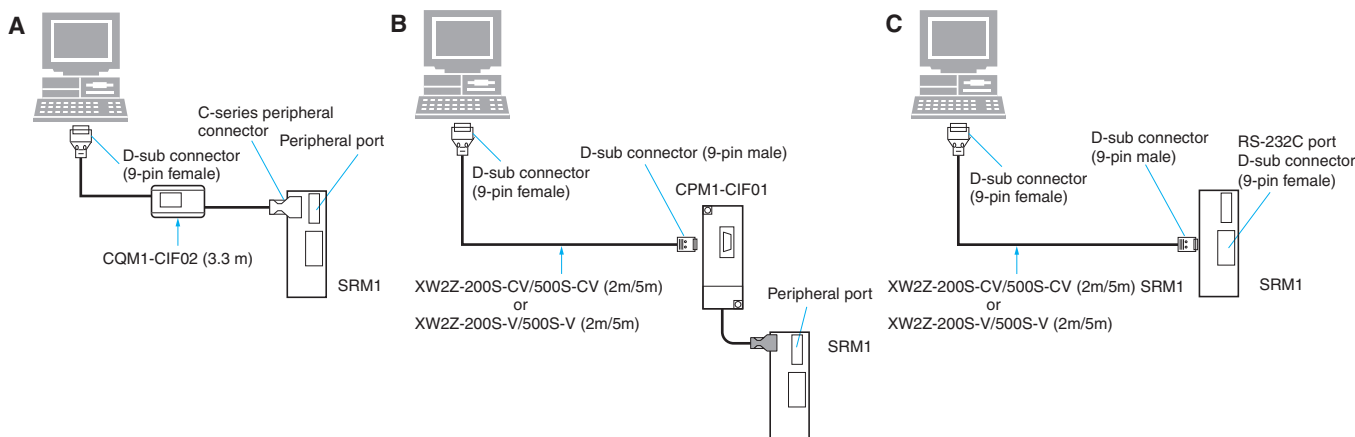 A
C-series peripheral
connector
Peripheral port
D-sub connector
(9-pin female)
CQM1-CIF02 (3.3 m)
SRM1
B
D-sub connector (9-pin male)
D-sub connector
(9-pin female)
CPM1-CIF01
XW2Z-200S-CV/500S-CV (2m/5m)
or
XW2Z-200S-V/500S-V (2m/5m)
Peripheral port
SRM1
C
D-sub connector
(9-pin male)
RS-232C port
D-sub connector
(9-pin female)
D-sub connector
(9-pin female)
XW2Z-200S-CV/500S-CV (2m/5m) SRM1
or
XW2Z-200S-V/500S-V (2m/5m)
SRM1